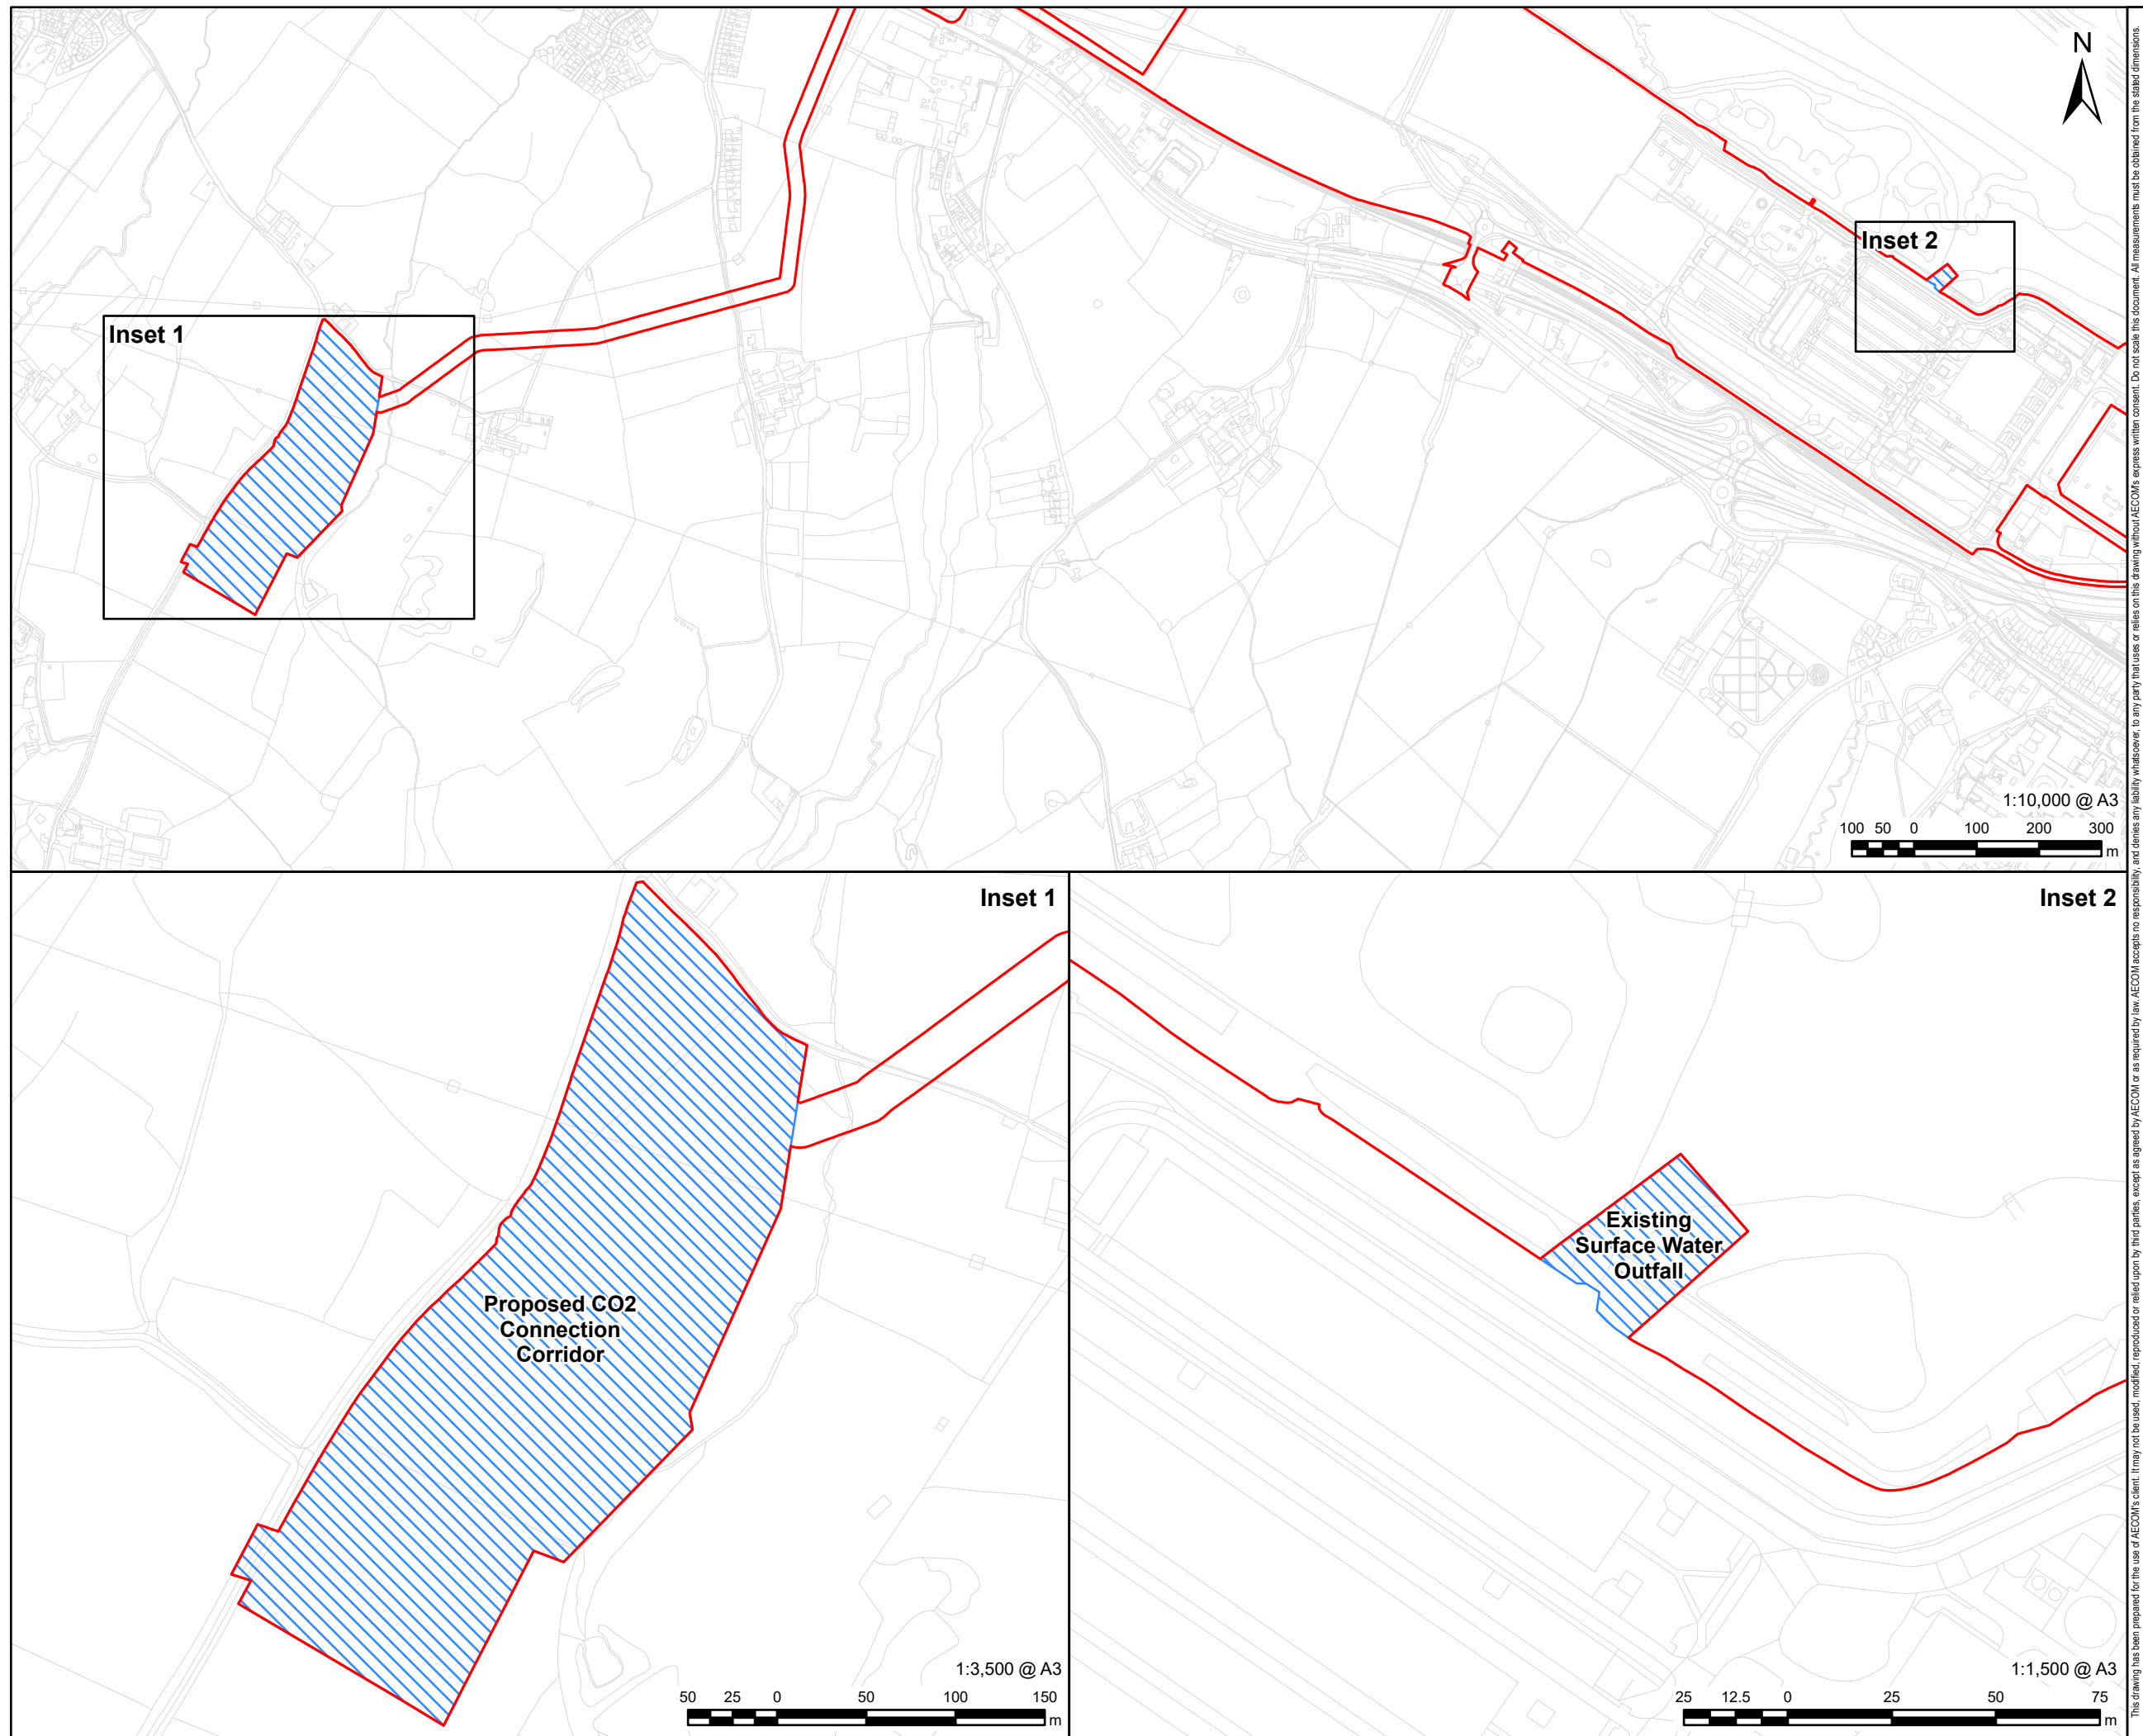 N
Inset 2
Inset 1
1:10,000 @ A3
100 50 0 100 200 300
m
Inset 1
Proposed CO2
Connection
Corridor
1:3,500 @ A3
50 25 0 50 100 150
m
Inset 2
Existing
Surface Water
Outfall
1:1,500 @ A3
25 12.5 0 25 50 75
m
This drawing has been prepared for the use of AECOM's client. It may not be used, modified, reproduced or relied upon by third parties, except as agreed by AECOM or as required by law. AECOM accepts no responsibility, and denies any liability whatsoever, to any party that uses or relies on this drawing without AECOM's express written consent. Do not scale this document. All measurements must be obtained from the stated dimensions.